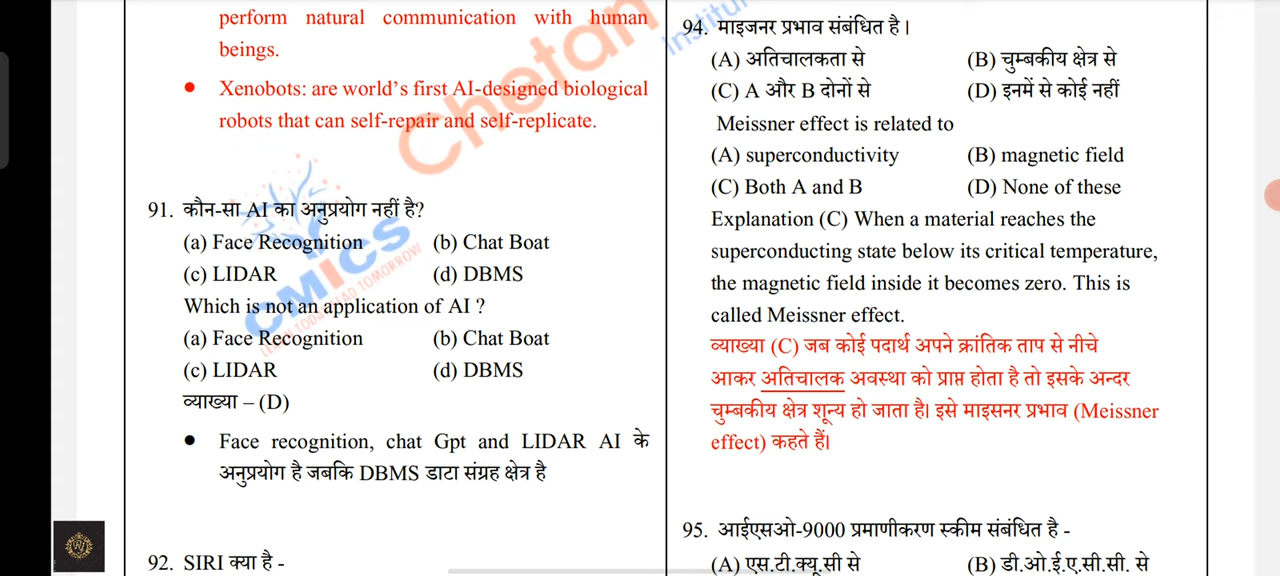 perform natural communication with human
beings.
● Xenobots: are world's first AI-designed biological
robots that can self-repair and self-replicate.
91. कौन-सा AI का अनुप्रयोग नहीं है?
(a) Face Recognition (b) Chat Boat
(c) LIDAR (d) DBMS
Which is not an application of AI ?
(a) Face Recognition (b) Chat Boat
(c) LIDAR (d) DBMS
व्याख्या – (D)
● Face recognition, chat Gpt and LIDAR AI के
अनुप्रयोग है जबकि DBMS डाटा संग्रह क्षेत्र है
92. SIRI क्या है -
94. माइजनर प्रभाव संबंधित है।
(A) अतिचालकता से (B) चुम्बकीय क्षेत्र से
(C) A और B दोनों से (D) इनमें से कोई नहीं
Meissner effect is related to
(A) superconductivity (B) magnetic field
(C) Both A and B (D) None of these
Explanation (C) When a material reaches the
superconducting state below its critical temperature,
the magnetic field inside it becomes zero. This is
called Meissner effect.
व्याख्या (C) जब कोई पदार्थ अपने क्रांतिक ताप से नीचे
आकर अतिचालक अवस्था को प्राप्त होता है तो इसके अन्दर
चुम्बकीय क्षेत्र शून्य हो जाता है। इसे माइसनर प्रभाव (Meissner
effect) कहते हैं।
95. आईएसओ-9000 प्रमाणीकरण स्कीम संबंधित है -
(A) एस.टी.क्यू.सी से (B) डी.ओ.ई.ए.सी.सी. से
Chetan
CMICS